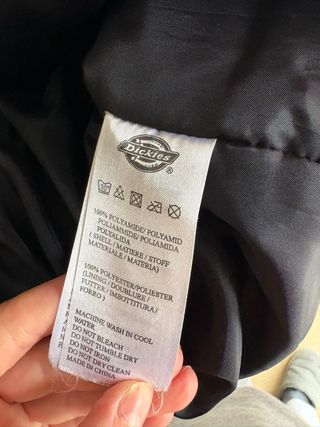 Dickies
®
100% POLYAMIDE/POLYAMID
POLIAMMIDE/POLIAMIDA
POLYALIDA
( SHELL / MATIERE / STOFF
MATERIALE / MATERIA)
100% POLYESTER/POLIESTER
(LINING / DOUBLURE /
FUTTER / IMBOTTITURA /
FORRO )
MACHINE WASH IN COOL
WATER
DO NOT BLEACH
DO NOT TUMBLE DRY
DO NOT IRON
DO NOT DRY CLEAN
MADE IN CHINA